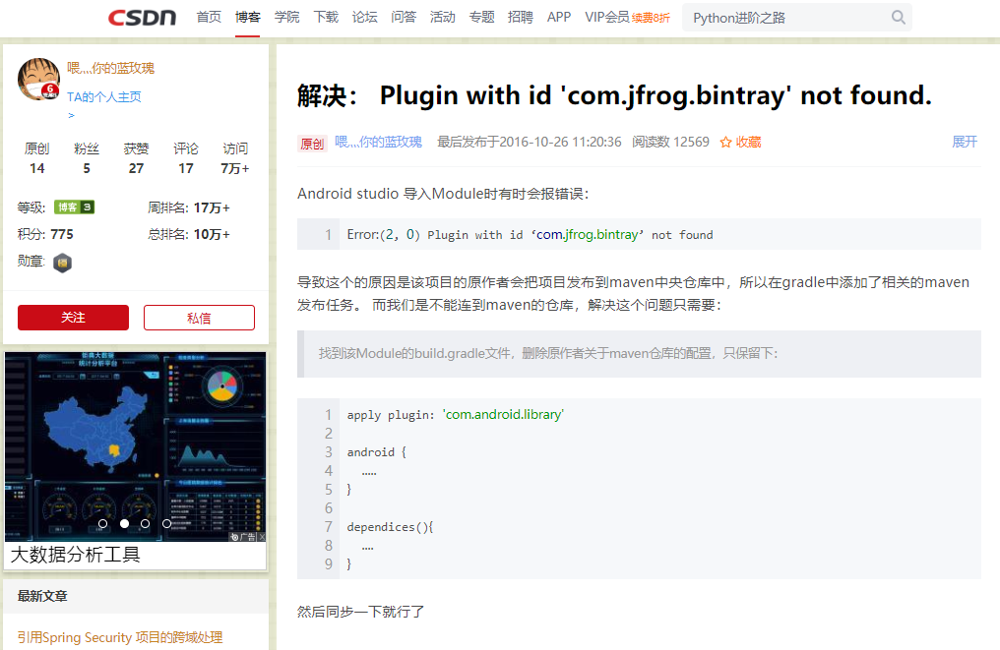 CSDN 首页 博客 学院 下载 论坛 问答 活动 专题 招聘 APP VIP会员 续费8折 Python进阶之路
喂灬你的蓝玫瑰
TA的个人主页
>
原创 粉丝 获赞 评论 访问
14 5 27 17 7万+
等级: 博客 3 周排名: 17万+
积分: 775 总排名: 10万+
勋章:
关注 私信
街鹿大数据
统计分析平台
广告
大数据分析工具
最新文章
引用Spring Security 项目的跨域处理
解决： Plugin with id 'com.jfrog.bintray' not found.
原创 喂灬你的蓝玫瑰 最后发布于2016-10-26 11:20:36 阅读数 12569 收藏 展开
Android studio 导入Module时有时会报错误：
1 Error:(2, 0) Plugin with id ‘com.jfrog.bintray’ not found
导致这个的原因是该项目的原作者会把项目发布到maven中央仓库中，所以在gradle中添加了相关的maven
发布任务。 而我们是不能连到maven的仓库，解决这个问题只需要：
找到该Module的build.gradle文件，删除原作者关于maven仓库的配置，只保留下：
1 apply plugin: 'com.android.library'
2
3 android {
4 .....
5 }
6
7 dependices(){
8 ....
9 }
然后同步一下就行了